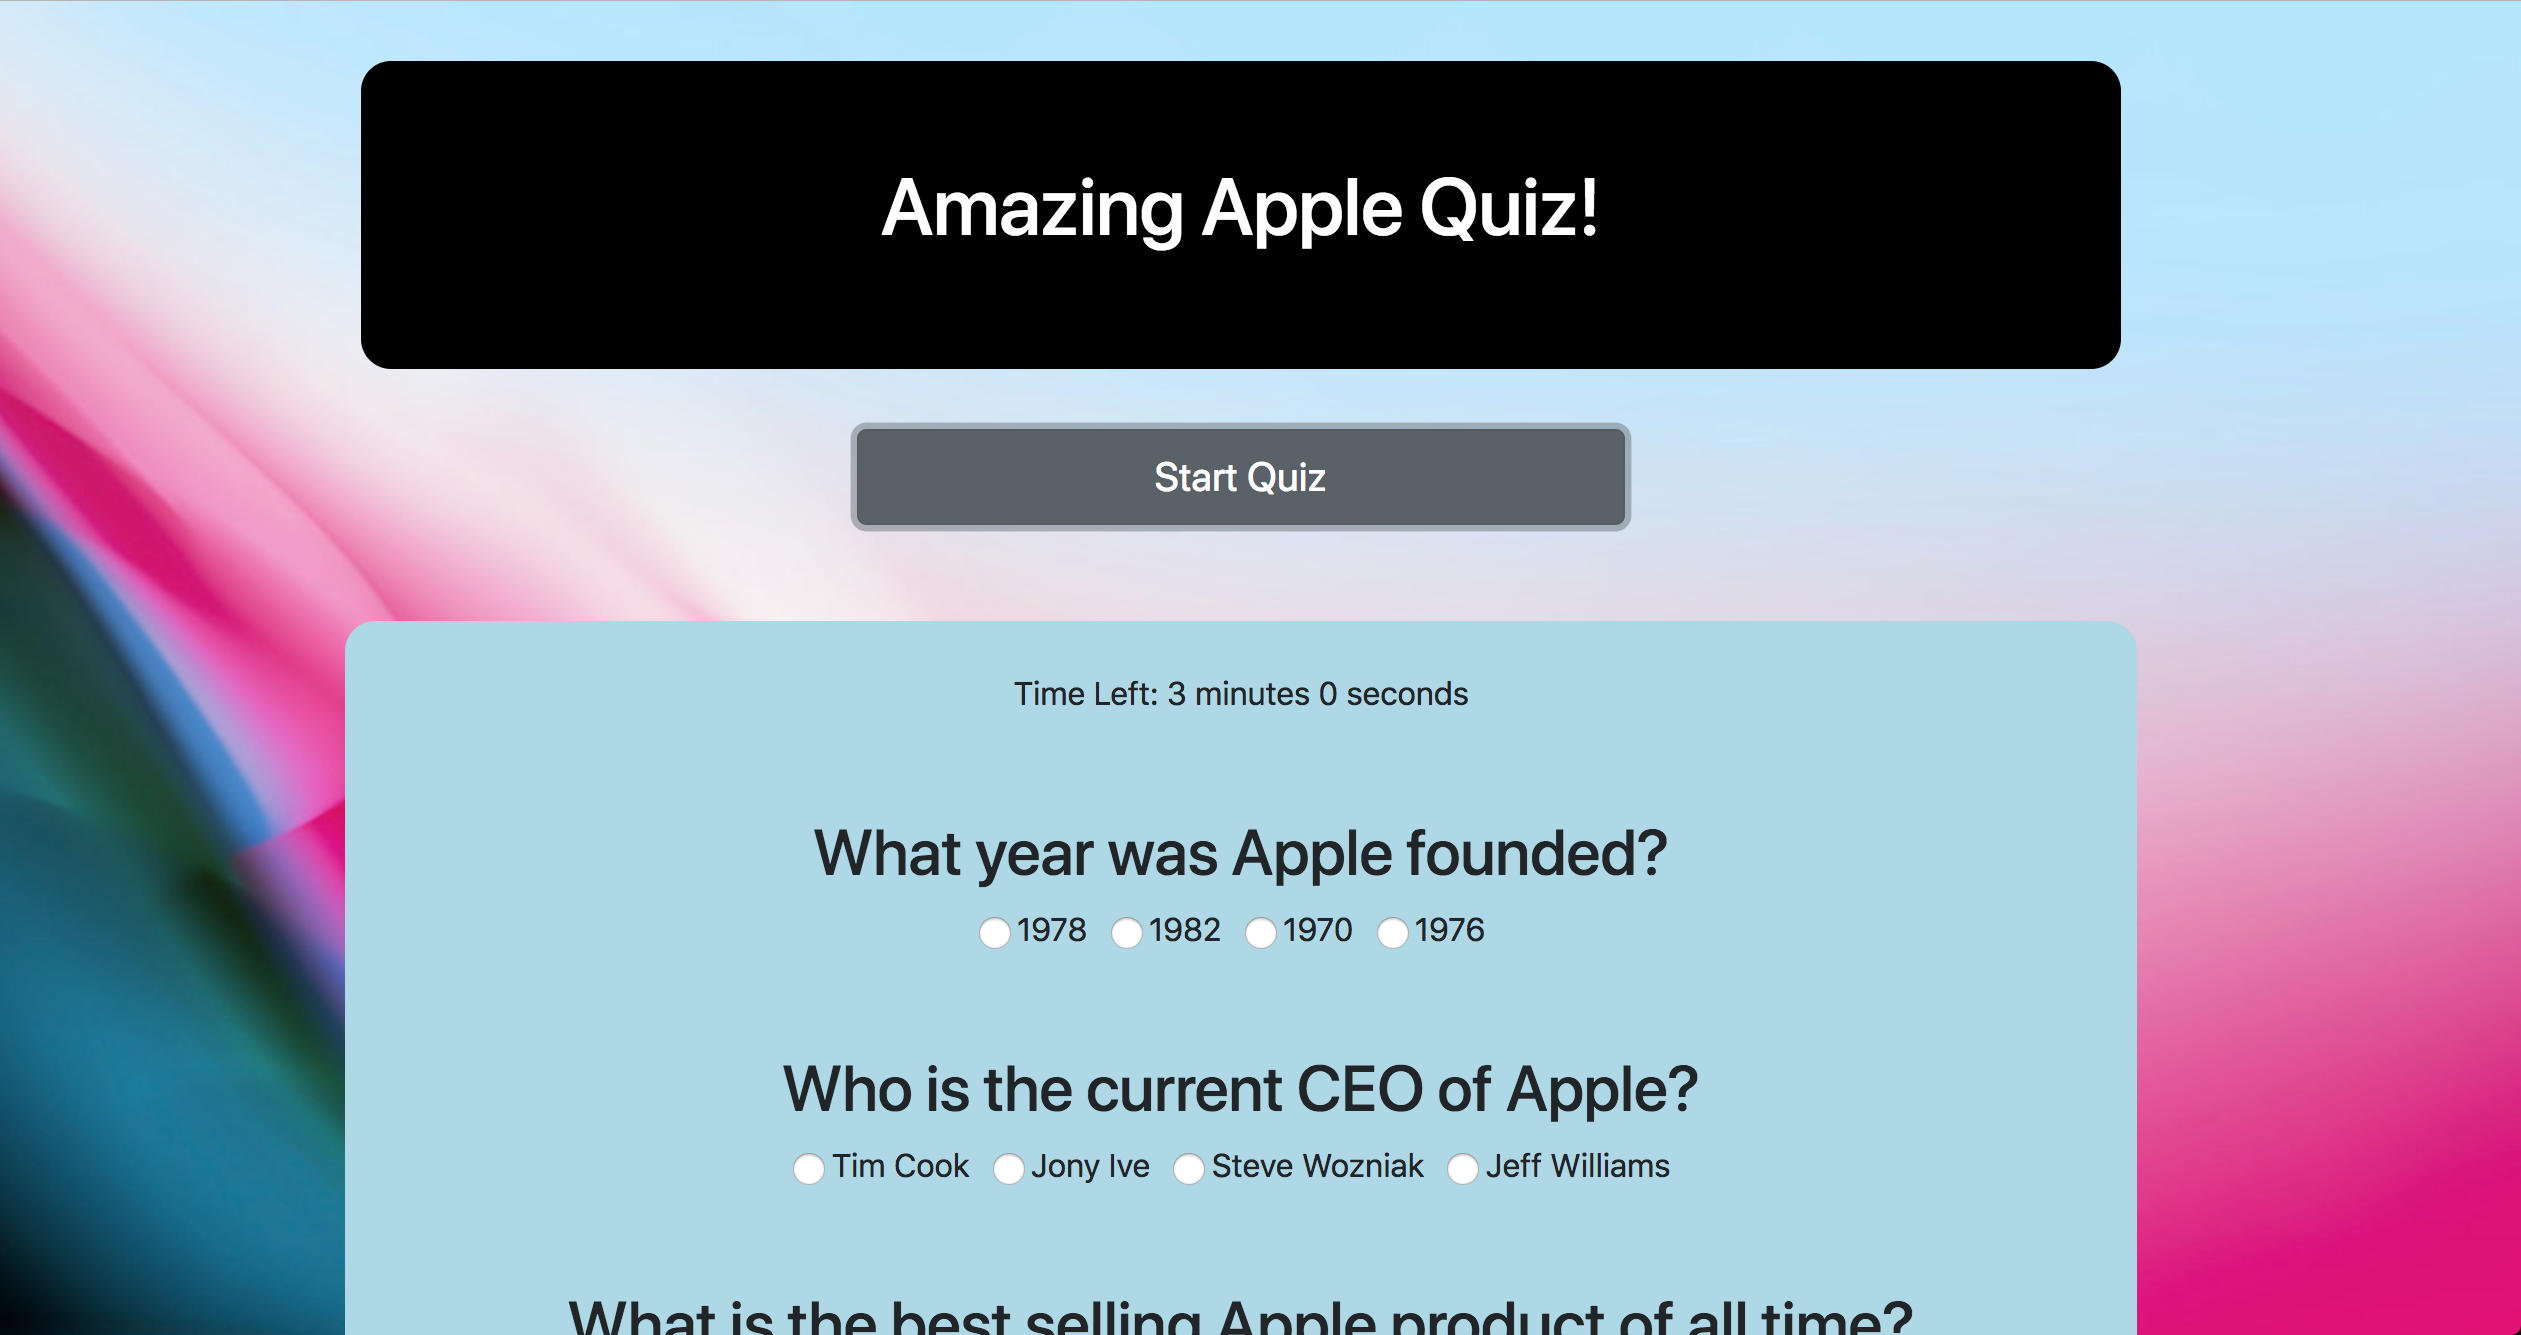 Amazing Apple Quiz!
Start Quiz
Time Left: 3 minutes 0 seconds
What year was Apple founded?
1978 1982 1970 1976
Who is the current CEO of Apple?
Tim Cook Jony Ive Steve Wozniak Jeff Williams
What is the best selling Apple product of all time?